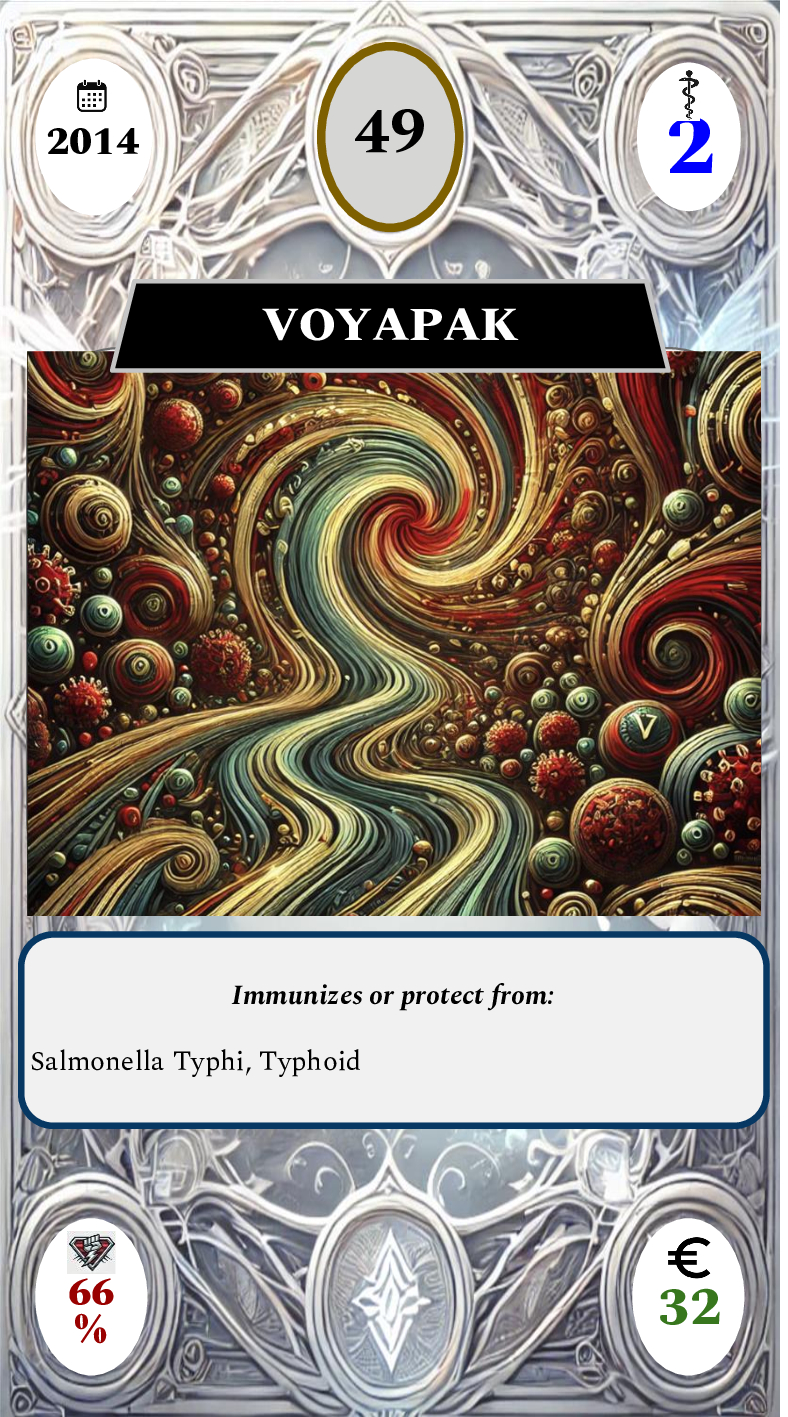 2014
49
2
VOYAPAK
V
Immunizes or protect from:
Salmonella Typhi, Typhoid
66
%
€
32